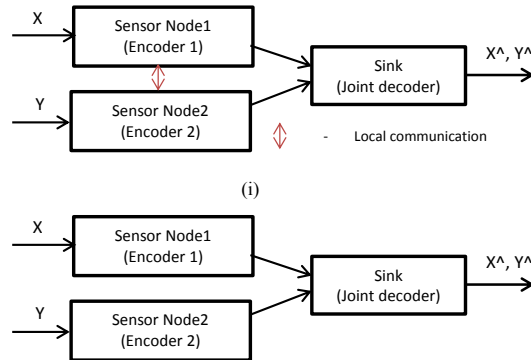 X
Sensor Node1
(Encoder 1)
Sink
(Joint decoder)
X^, Y^
Y
Sensor Node2
(Encoder 2)
- Local communication
(i)
X
Sensor Node1
(Encoder 1)
Sink
(Joint decoder)
X^, Y^
Y
Sensor Node2
(Encoder 2)